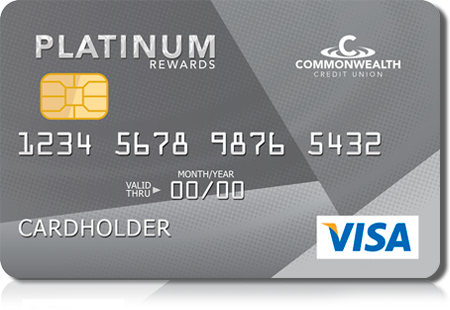 PLATINUM
REWARDS
C
COMMONWEALTH
CREDIT UNION
1234 5678 9876 5432
MONTH/YEAR
VALID
THRU
00/00
CARDHOLDER
VISA